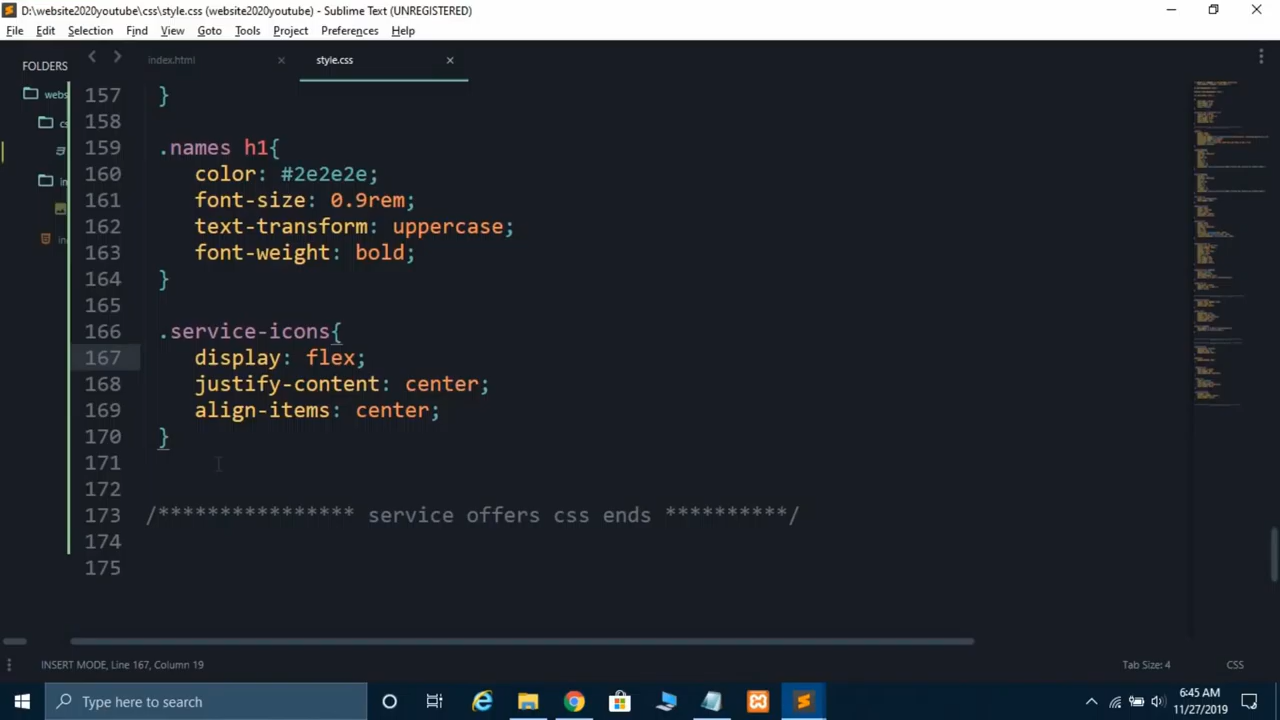 D:\website2020youtube\css\style.css (website2020youtube) - Sublime Text (UNREGISTERED)
File Edit Selection Find View Goto Tools Project Preferences Help
FOLDERS
index.html
style.css
webs
cs
in
in
157 }
158
159 .names h1{
160 color: #2e2e2e;
161 font-size: 0.9rem;
162 text-transform: uppercase;
163 font-weight: bold;
164 }
165
166 .service-icons{
167 display: flex;
168 justify-content: center;
169 align-items: center;
170 }
171
172
173 /**************** service offers css ends **********/
174
175
INSERT MODE, Line 167, Column 19
Tab Size: 4
CSS
Type here to search
6:45 AM
11/27/2019